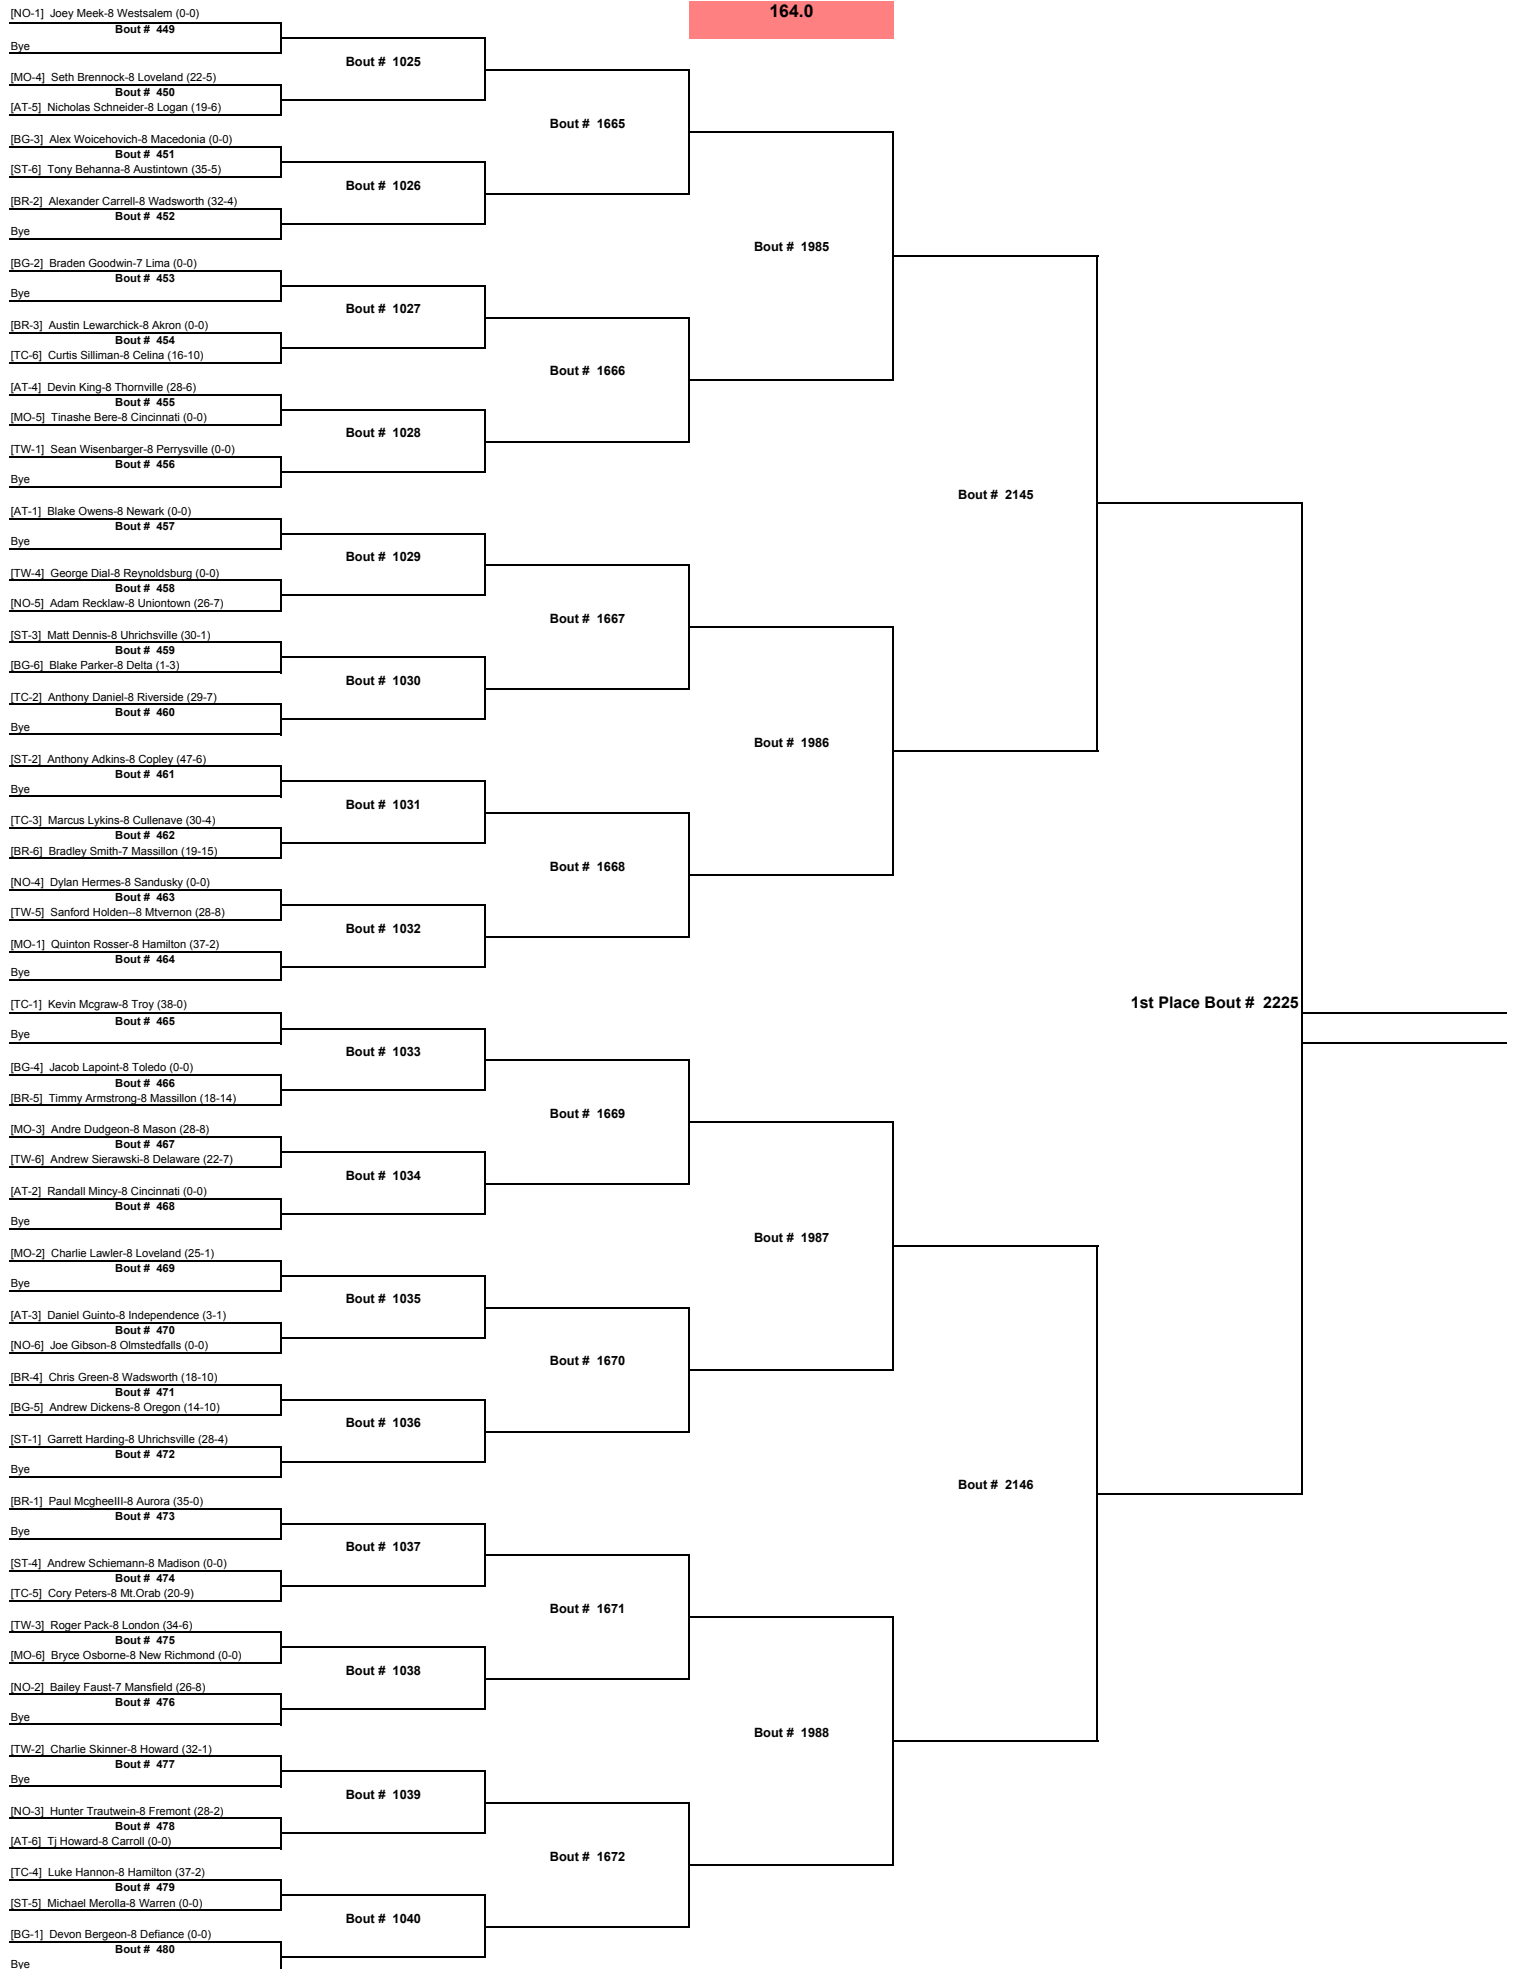 164.0
[NO-1] Joey Meek-8 Westsalem (0-0)
Bout # 449
Bye
Bout # 1025
[MO-4] Seth Brennock-8 Loveland (22-5)
Bout # 450
[AT-5] Nicholas Schneider-8 Logan (19-6)
Bout # 1665
[BG-3] Alex Woicehovich-8 Macedonia (0-0)
Bout # 451
[ST-6] Tony Behanna-8 Austintown (35-5)
Bout # 1026
[BR-2] Alexander Carrell-8 Wadsworth (32-4)
Bout # 452
Bye
Bout # 1985
[BG-2] Braden Goodwin-7 Lima (0-0)
Bout # 453
Bye
Bout # 1027
[BR-3] Austin Lewarchick-8 Akron (0-0)
Bout # 454
[TC-6] Curtis Silliman-8 Celina (16-10)
Bout # 1666
[AT-4] Devin King-8 Thornville (28-6)
Bout # 455
[MO-5] Tinashe Bere-8 Cincinnati (0-0)
Bout # 1028
[TW-1] Sean Wisenbarger-8 Perrysville (0-0)
Bout # 456
Bye
Bout # 2145
[AT-1] Blake Owens-8 Newark (0-0)
Bout # 457
Bye
Bout # 1029
[TW-4] George Dial-8 Reynoldsburg (0-0)
Bout # 458
[NO-5] Adam Recklaw-8 Uniontown (26-7)
Bout # 1667
[ST-3] Matt Dennis-8 Uhrichsville (30-1)
Bout # 459
[BG-6] Blake Parker-8 Delta (1-3)
Bout # 1030
[TC-2] Anthony Daniel-8 Riverside (29-7)
Bout # 460
Bye
Bout # 1986
[ST-2] Anthony Adkins-8 Copley (47-6)
Bout # 461
Bye
Bout # 1031
[TC-3] Marcus Lykins-8 Cullenave (30-4)
Bout # 462
[BR-6] Bradley Smith-7 Massillon (19-15)
Bout # 1668
[NO-4] Dylan Hermes-8 Sandusky (0-0)
Bout # 463
[TW-5] Sanford Holden--8 Mtvernon (28-8)
Bout # 1032
[MO-1] Quinton Rosser-8 Hamilton (37-2)
Bout # 464
Bye
1st Place Bout # 2225
[TC-1] Kevin Mcgraw-8 Troy (38-0)
Bout # 465
Bye
Bout # 1033
[BG-4] Jacob Lapoint-8 Toledo (0-0)
Bout # 466
[BR-5] Timmy Armstrong-8 Massillon (18-14)
Bout # 1669
[MO-3] Andre Dudgeon-8 Mason (28-8)
Bout # 467
[TW-6] Andrew Sierawski-8 Delaware (22-7)
Bout # 1034
[AT-2] Randall Mincy-8 Cincinnati (0-0)
Bout # 468
Bye
Bout # 1987
[MO-2] Charlie Lawler-8 Loveland (25-1)
Bout # 469
Bye
Bout # 1035
[AT-3] Daniel Guinto-8 Independence (3-1)
Bout # 470
[NO-6] Joe Gibson-8 Olmstedfalls (0-0)
Bout # 1670
[BR-4] Chris Green-8 Wadsworth (18-10)
Bout # 471
[BG-5] Andrew Dickens-8 Oregon (14-10)
Bout # 1036
[ST-1] Garrett Harding-8 Uhrichsville (28-4)
Bout # 472
Bye
Bout # 2146
[BR-1] Paul McgheeIII-8 Aurora (35-0)
Bout # 473
Bye
Bout # 1037
[ST-4] Andrew Schiemann-8 Madison (0-0)
Bout # 474
[TC-5] Cory Peters-8 Mt.Orab (20-9)
Bout # 1671
[TW-3] Roger Pack-8 London (34-6)
Bout # 475
[MO-6] Bryce Osborne-8 New Richmond (0-0)
Bout # 1038
[NO-2] Bailey Faust-7 Mansfield (26-8)
Bout # 476
Bye
Bout # 1988
[TW-2] Charlie Skinner-8 Howard (32-1)
Bout # 477
Bye
Bout # 1039
[NO-3] Hunter Trautwein-8 Fremont (28-2)
Bout # 478
[AT-6] Tj Howard-8 Carroll (0-0)
Bout # 1672
[TC-4] Luke Hannon-8 Hamilton (37-2)
Bout # 479
[ST-5] Michael Merolla-8 Warren (0-0)
Bout # 1040
[BG-1] Devon Bergeon-8 Defiance (0-0)
Bout # 480
Bye